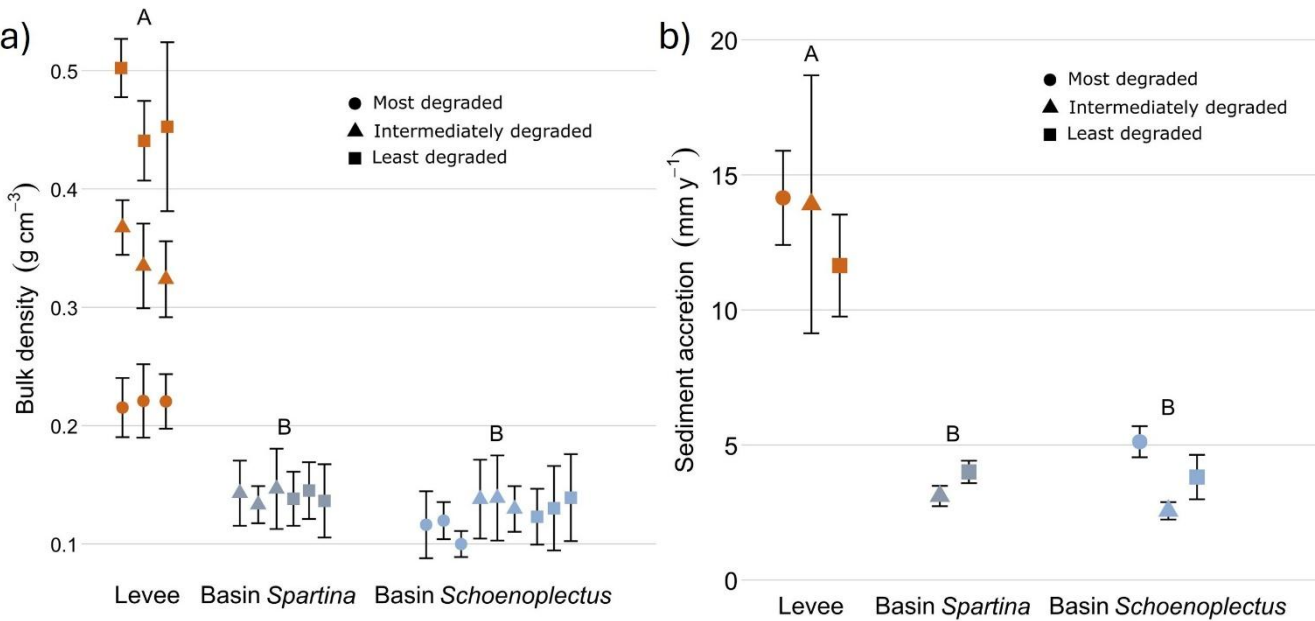 a)
A
0.5
0.4
0.3
0.2
0.1
Bulk density (g cm⁻³)
Most degraded
Intermediately degraded
Least degraded
B
B
Levee
Basin Spartina
Basin Schoenoplectus
b)
20
15
10
5
0
Sediment accretion (mm y⁻¹)
A
Most degraded
Intermediately degraded
Least degraded
B
B
Levee
Basin Spartina
Basin Schoenoplectus